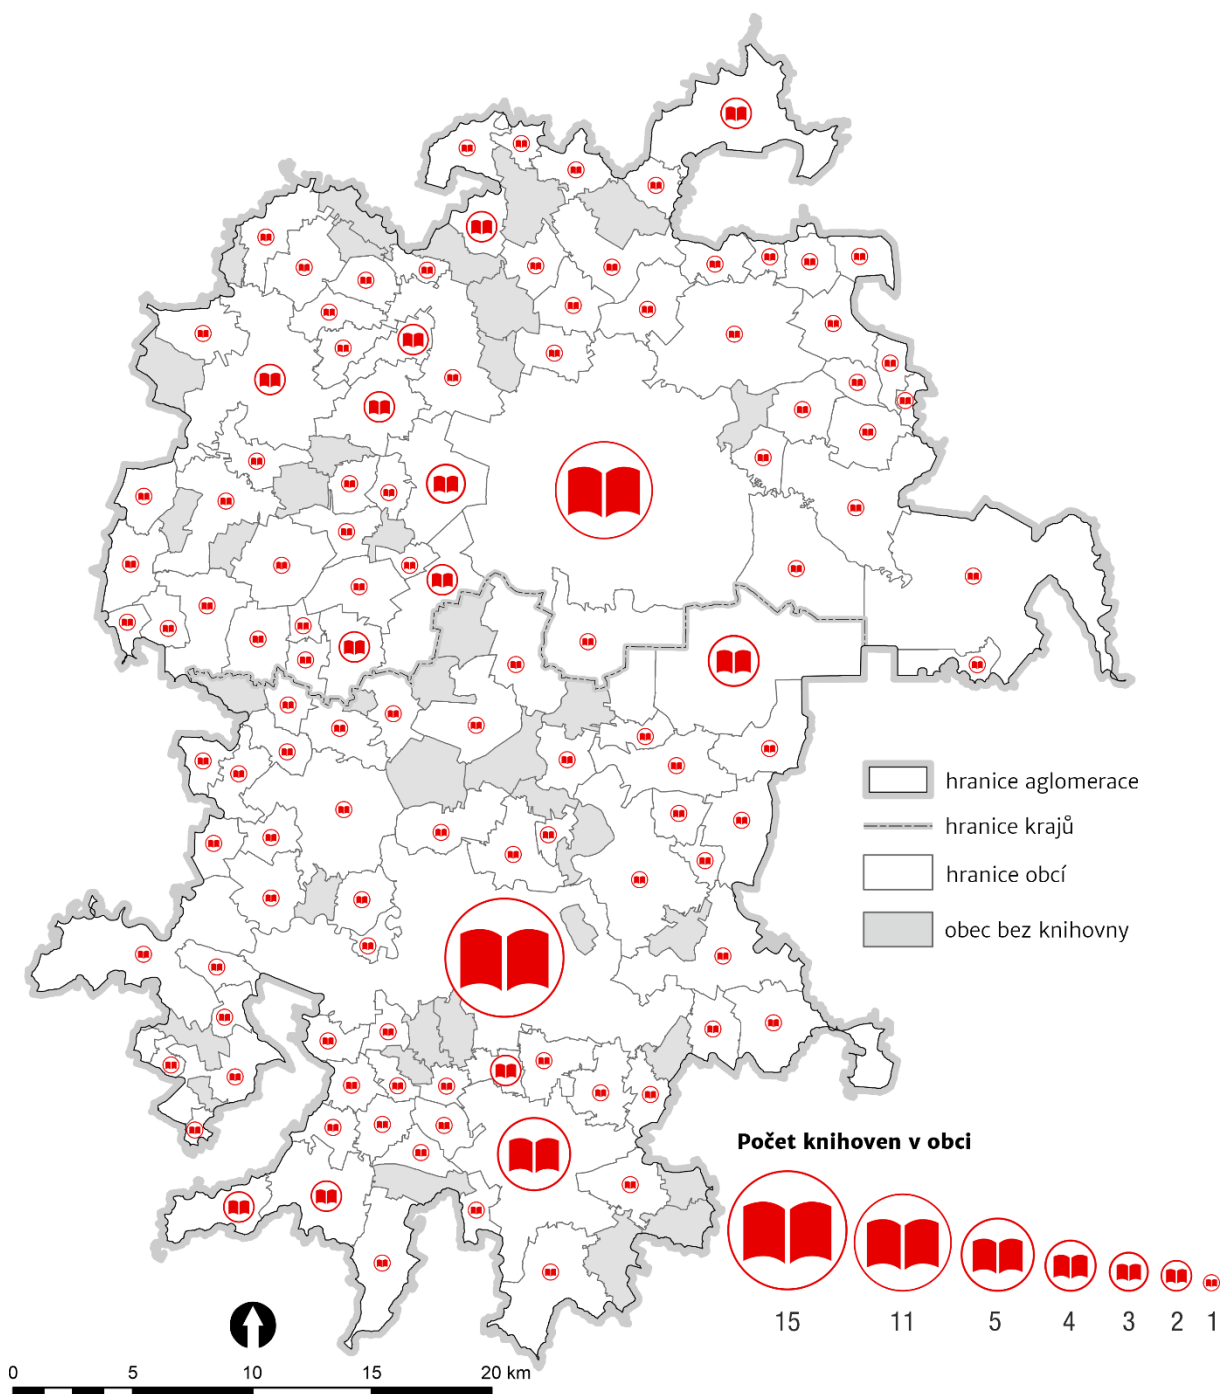 hranice aglomerace
hranice krajů
hranice obcí
obec bez knihovny
Počet knihoven v obci
15 11 5 4 3 2 1
0 5 10 15 20 km